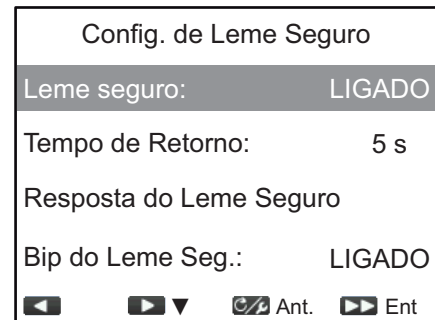 Config. de Leme Seguro
Leme seguro: LIGADO
Tempo de Retorno: 5 s
Resposta do Leme Seguro
Bip do Leme Seg.: LIGADO
Ant. Ent